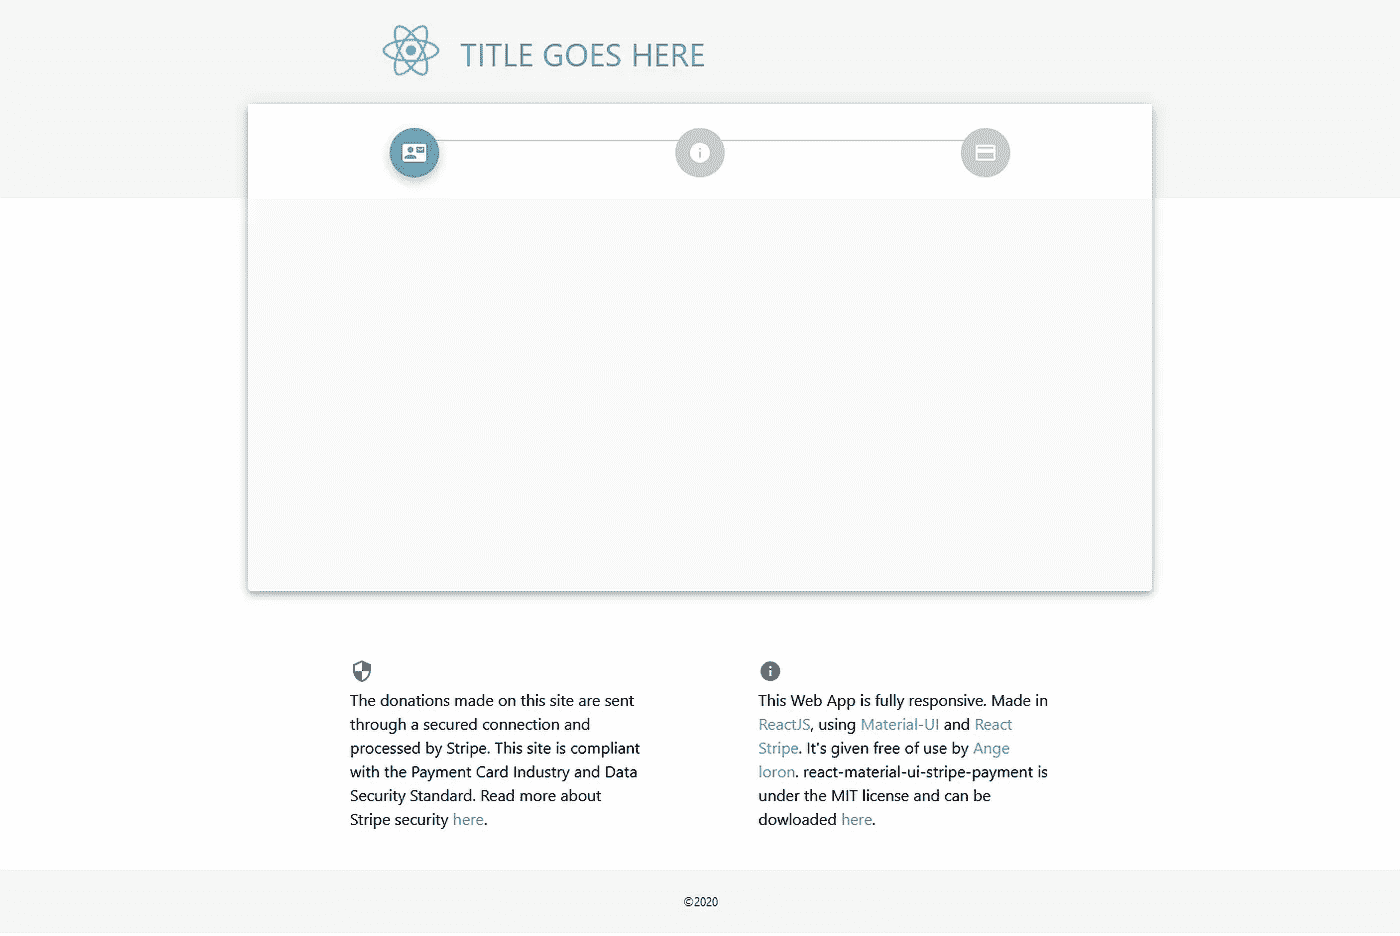 TITLE GOES HERE
The donations made on this site are sent
through a secured connection and
processed by Stripe. This site is compliant
with the Payment Card Industry and Data
Security Standard. Read more about
Stripe security here.
This Web App is fully responsive. Made in
ReactJS, using Material-UI and React
Stripe. It's given free of use by Ange
loron. react-material-ui-stripe-payment is
under the MIT license and can be
dowloaded here.
©2020